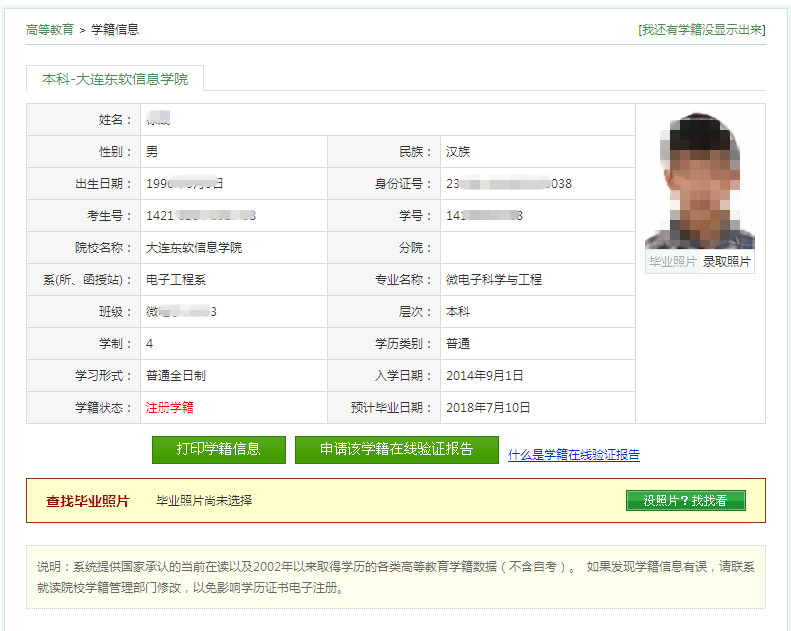 高等教育 > 学籍信息 [我还有学籍没显示出来]
本科-大连东软信息学院
姓名：
性别： 男 民族： 汉族
出生日期： 199 日 身份证号： 23 038
考生号： 1421 学号： 141
院校名称： 大连东软信息学院 分院：
系(所、函授站)： 电子工程系 专业名称： 微电子科学与工程
班级： 微 3 层次： 本科
学制： 4 学历类别： 普通
学习形式： 普通全日制 入学日期： 2014年9月1日
学籍状态： 注册学籍 预计毕业日期： 2018年7月10日
毕业照片 录取照片
打印学籍信息 申请该学籍在线验证报告 什么是学籍在线验证报告
查找毕业照片 毕业照片尚未选择 没照片？找找看
说明：系统提供国家承认的当前在读以及2002年以来取得学历的各类高等教育学籍数据（不含自考）。 如果发现学籍信息有误，请联系
就读院校学籍管理部门修改，以免影响学历证书电子注册。